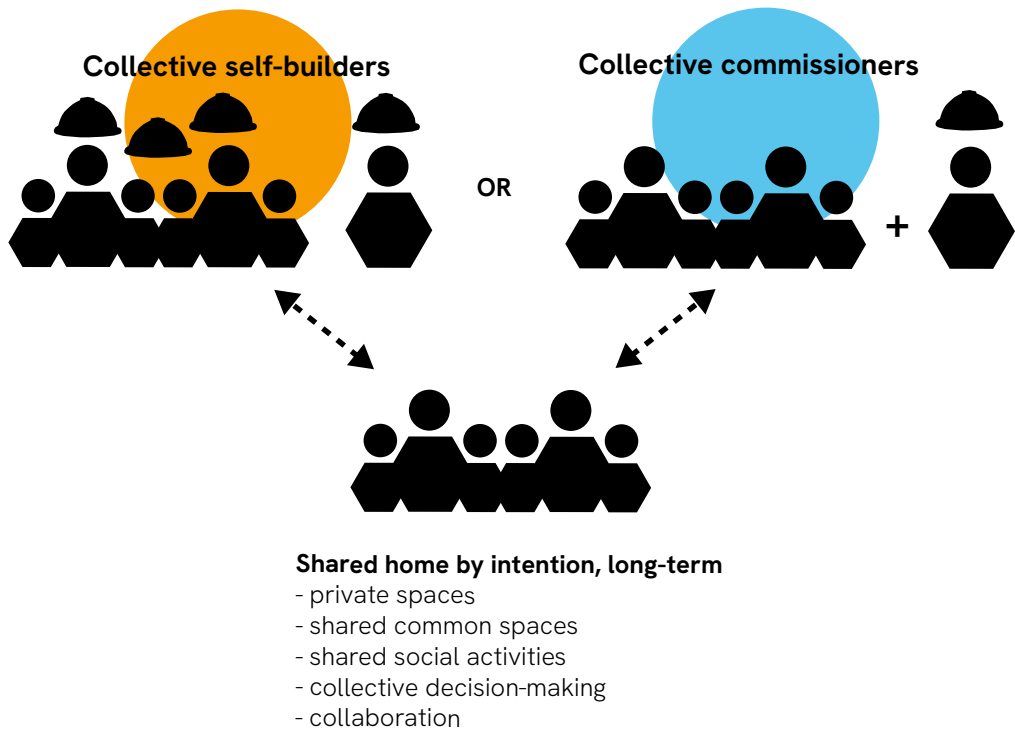 Collective self-builders
Collective commissioners
OR
+
Shared home by intention, long-term
- private spaces
- shared common spaces
- shared social activities
- collective decision-making
- collaboration